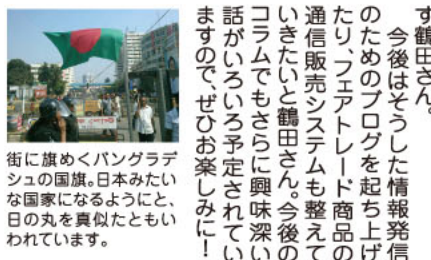 す鶴田さん。
　今後はそうした情報発信
のためのブログを起ち上げ
たり、フェアトレード商品の
通信販売システムも整えて
いきたいと鶴田さん。今後の
コラムでもさらに興味深い
話がいろいろ予定されてい
ますので、ぜひお楽しみに！
街に旗めくバングラデ
シュの国旗。日本みたい
な国家になるようにと、
日の丸を真似たともい
われています。